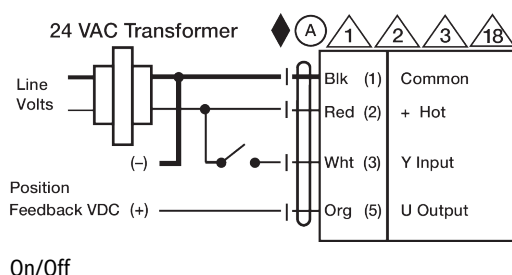 24 VAC Transformer
A 1 2 3 18
Line
Volts
Blk (1) Common
Red (2) + Hot
(–) Wht (3) Y Input
Position
Feedback VDC (+) Org (5) U Output
On/Off